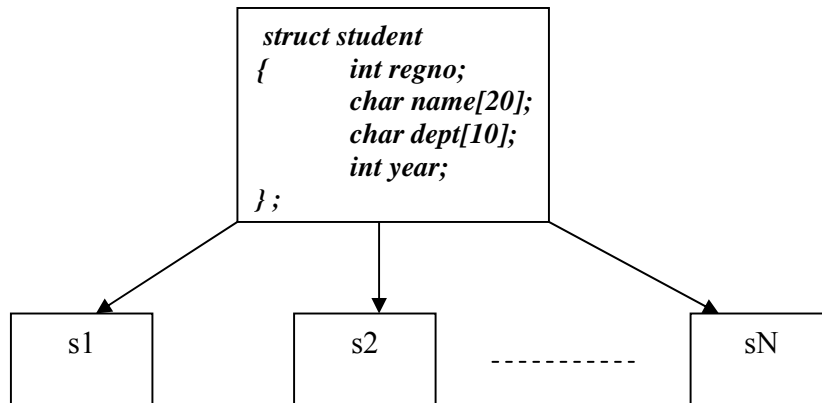 struct student
{ int regno;
char name[20];
char dept[10];
int year;
} ;
s1 s2 ------------ sN